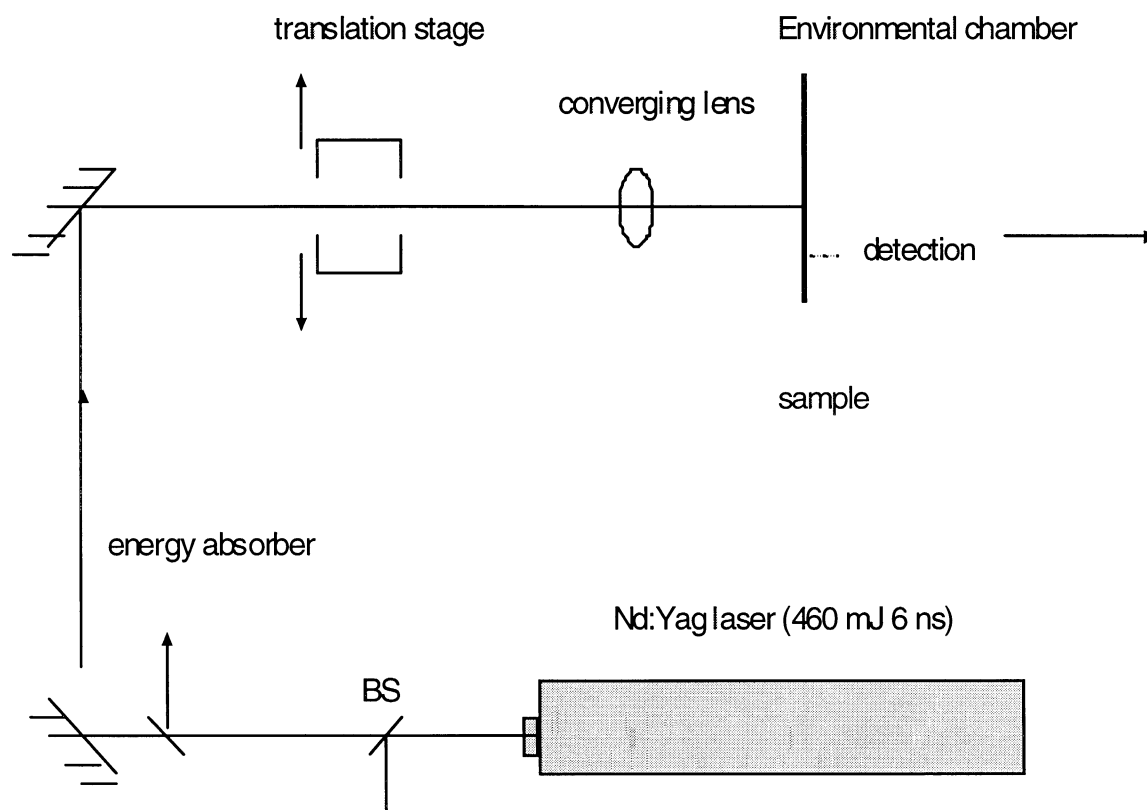 translation stage
Environmental chamber
converging lens
detection
sample
energy absorber
Nd:Yag laser (460 mJ 6 ns)
BS